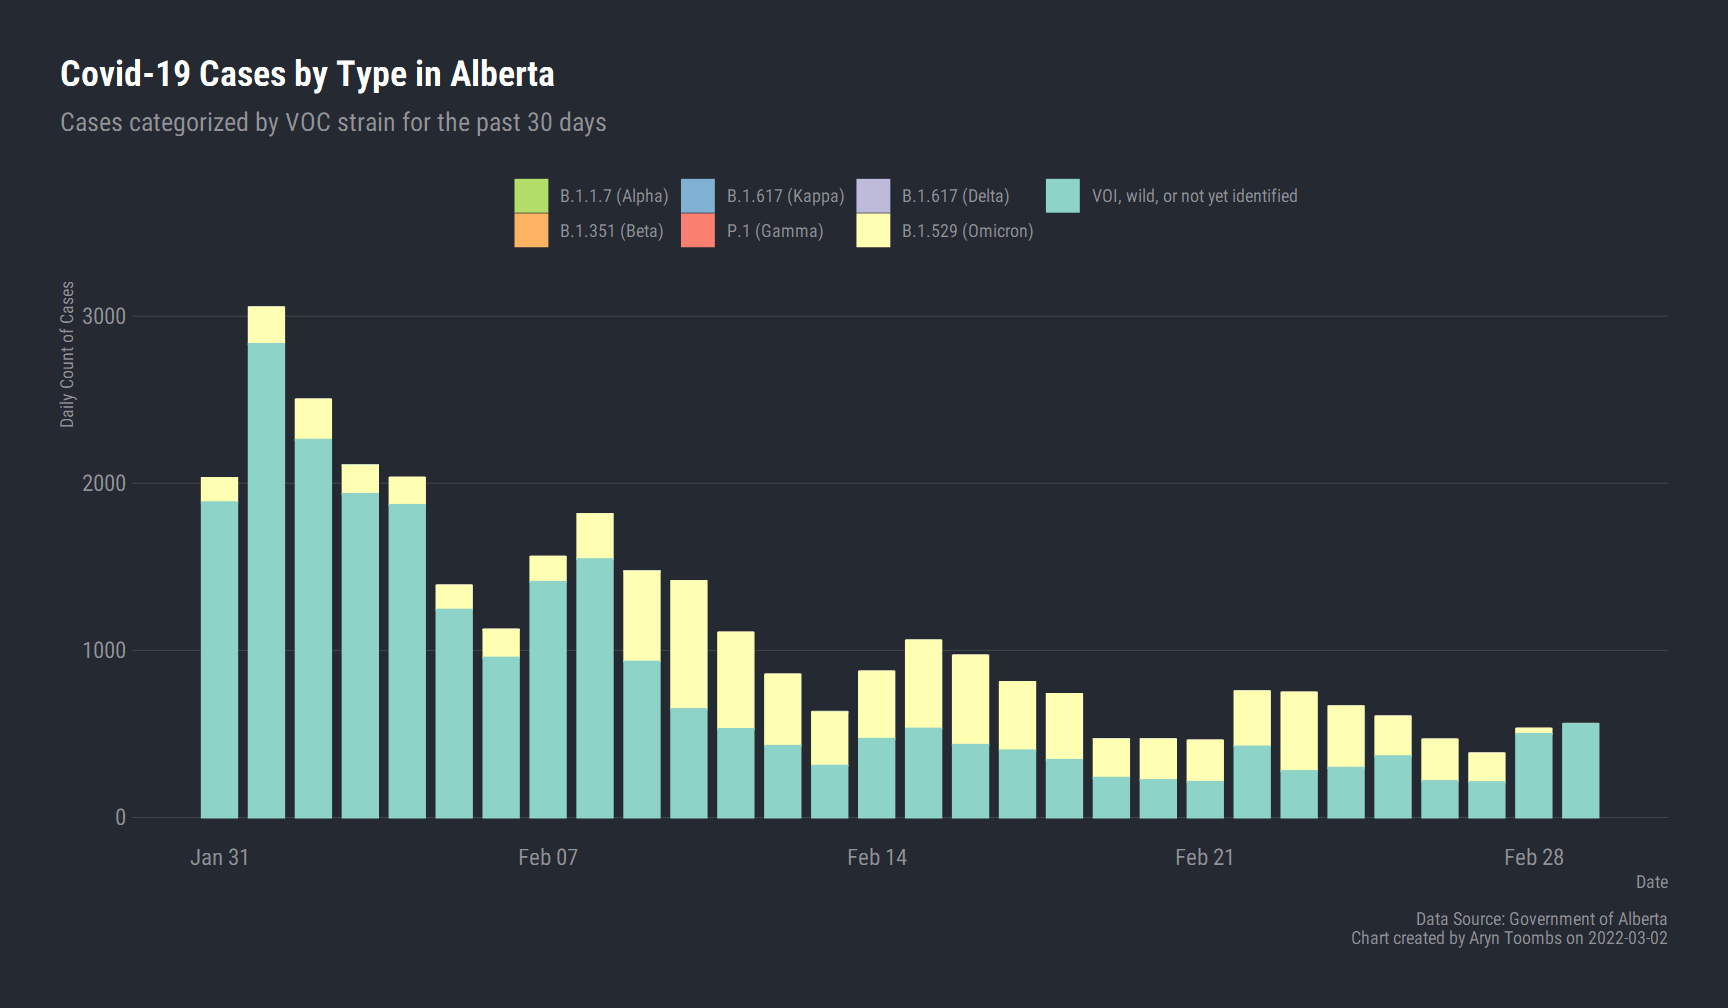 Covid-19 Cases by Type in Alberta
Cases categorized by VOC strain for the past 30 days
B.1.1.7 (Alpha)
B.1.617 (Kappa)
B.1.617 (Delta)
VOI, wild, or not yet identified
B.1.351 (Beta)
P.1 (Gamma)
B.1.529 (Omicron)
Daily Count of Cases
3000
2000
1000
0
Jan 31
Feb 07
Feb 14
Feb 21
Feb 28
Date
Data Source: Government of Alberta
Chart created by Aryn Toombs on 2022-03-02